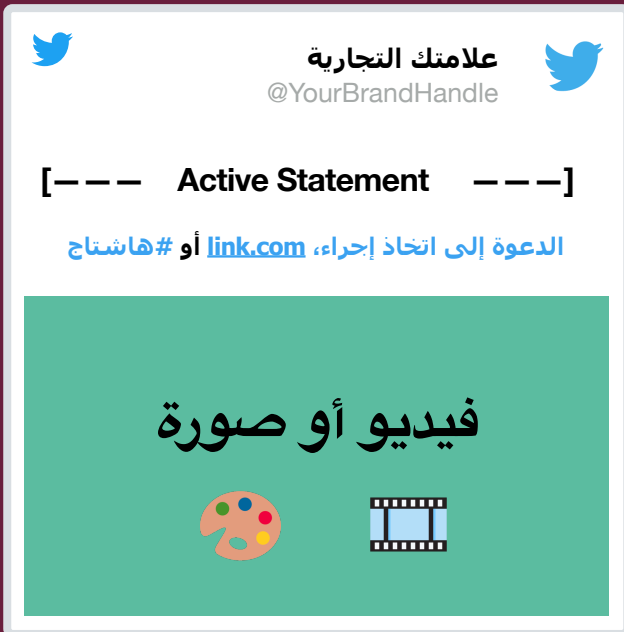 علامتك التجارية
@YourBrandHandle
[––– Active Statement –––]
الدعوة إلى اتخاذ إجراء، link.com أو #هاشتاج
فيديو أو صورة